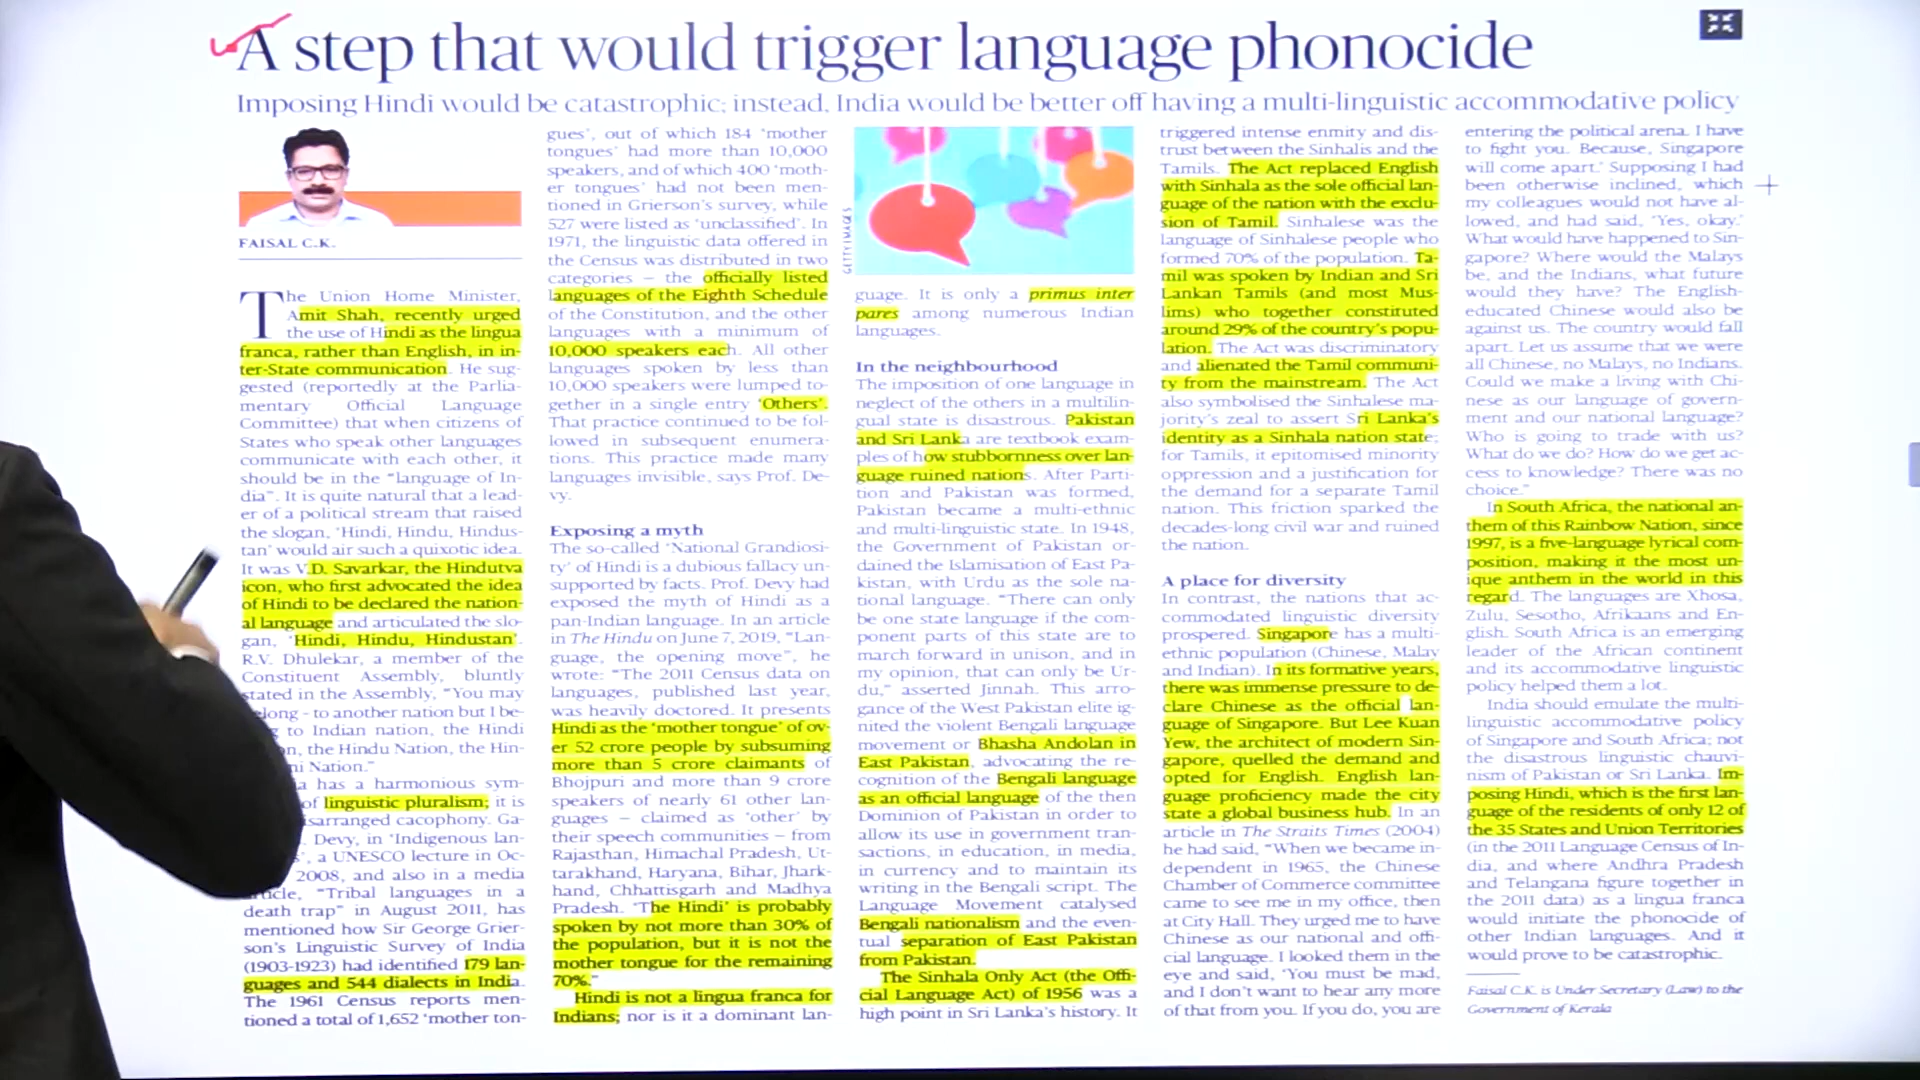 A step that would trigger language phonocide
Imposing Hindi would be catastrophic; instead, India would be better off having a multi-linguistic accommodative policy
FAISAL C.K.
The Union Home Minister,
Amit Shah, recently urged
the use of Hindi as the lingua
franca, rather than English, in in-
ter-State communication. He sug-
gested (reportedly at the Parlia-
mentary Official Language
Committee) that when citizens of
States who speak other languages
communicate with each other, it
should be in the "language of In-
dia". It is quite natural that a lead-
er of a political stream that raised
the slogan, 'Hindi, Hindu, Hindus-
tan' would air such a quixotic idea.
It was V.D. Savarkar, the Hindutva
icon, who first advocated the idea
of Hindi to be declared the nation-
al language and articulated the slo-
gan, 'Hindi, Hindu, Hindustan'.
R.V. Dhulekar, a member of the
Constituent Assembly, bluntly
stated in the Assembly, "You may
long - to another nation but I be-
to Indian nation, the Hindi
n, the Hindu Nation, the Hin-
ni Nation."
a has a harmonious sym-
of linguistic pluralism; it is
isarranged cacophony. Ga-
. Devy, in 'Indigenous lan-
s', a UNESCO lecture in Oc-
2008, and also in a media
ticle, "Tribal languages in a
death trap" in August 2011, has
mentioned how Sir George Grier-
son's Linguistic Survey of India
(1903-1923) had identified 179 lan-
guages and 544 dialects in India.
The 1961 Census reports men-
tioned a total of 1,652 'mother ton-
gues', out of which 184 'mother
tongues' had more than 10,000
speakers, and of which 400 'moth-
er tongues' had not been men-
tioned in Grierson's survey, while
527 were listed as 'unclassified'. In
1971, the linguistic data offered in
the Census was distributed in two
categories – the officially listed
languages of the Eighth Schedule
of the Constitution, and the other
languages with a minimum of
10,000 speakers each. All other
languages spoken by less than
10,000 speakers were lumped to-
gether in a single entry 'Others'.
That practice continued to be fol-
lowed in subsequent enumera-
tions. This practice made many
languages invisible, says Prof. De-
vy.
Exposing a myth
The so-called 'National Grandiosi-
ty' of Hindi is a dubious fallacy un-
supported by facts. Prof. Devy had
exposed the myth of Hindi as a
pan-Indian language. In an article
in The Hindu on June 7, 2019, "Lan-
guage, the opening move", he
wrote: "The 2011 Census data on
languages, published last year,
was heavily doctored. It presents
Hindi as the 'mother tongue' of ov-
er 52 crore people by subsuming
more than 5 crore claimants of
Bhojpuri and more than 9 crore
speakers of nearly 61 other lan-
guages – claimed as 'other' by
their speech communities – from
Rajasthan, Himachal Pradesh, Ut-
tarakhand, Haryana, Bihar, Jhark-
hand, Chhattisgarh and Madhya
Pradesh. 'The Hindi' is probably
spoken by not more than 30% of
the population, but it is not the
mother tongue for the remaining
70%."
Hindi is not a lingua franca for
Indians; nor is it a dominant lan-
GETTY IMAGES
guage. It is only a primus inter
pares among numerous Indian
languages.
In the neighbourhood
The imposition of one language in
neglect of the others in a multilin-
gual state is disastrous. Pakistan
and Sri Lanka are textbook exam-
ples of how stubbornness over lan-
guage ruined nations. After Parti-
tion and Pakistan was formed,
Pakistan became a multi-ethnic
and multi-linguistic state. In 1948,
the Government of Pakistan or-
dained the Islamisation of East Pa-
kistan, with Urdu as the sole na-
tional language. "There can only
be one state language if the com-
ponent parts of this state are to
march forward in unison, and in
my opinion, that can only be Ur-
du," asserted Jinnah. This arro-
gance of the West Pakistan elite ig-
nited the violent Bengali language
movement or Bhasha Andolan in
East Pakistan, advocating the re-
cognition of the Bengali language
as an official language of the then
Dominion of Pakistan in order to
allow its use in government tran-
sactions, in education, in media,
in currency and to maintain its
writing in the Bengali script. The
Language Movement catalysed
Bengali nationalism and the even-
tual separation of East Pakistan
from Pakistan.
The Sinhala Only Act (the Offi-
cial Language Act) of 1956 was a
high point in Sri Lanka's history. It
triggered intense enmity and dis-
trust between the Sinhalis and the
Tamils. The Act replaced English
with Sinhala as the sole official lan-
guage of the nation with the exclu-
sion of Tamil. Sinhalese was the
language of Sinhalese people who
formed 70% of the population. Ta-
mil was spoken by Indian and Sri
Lankan Tamils (and most Mus-
lims) who together constituted
around 29% of the country's popu-
lation. The Act was discriminatory
and alienated the Tamil communi-
ty from the mainstream. The Act
also symbolised the Sinhalese ma-
jority's zeal to assert Sri Lanka's
identity as a Sinhala nation state;
for Tamils, it epitomised minority
oppression and a justification for
the demand for a separate Tamil
nation. This friction sparked the
decades-long civil war and ruined
the nation.
A place for diversity
In contrast, the nations that ac-
commodated linguistic diversity
prospered. Singapore has a multi-
ethnic population (Chinese, Malay
and Indian). In its formative years,
there was immense pressure to de-
clare Chinese as the official lan-
guage of Singapore. But Lee Kuan
Yew, the architect of modern Sin-
gapore, quelled the demand and
opted for English. English lan-
guage proficiency made the city
state a global business hub. In an
article in The Straits Times (2004)
he had said, "When we became in-
dependent in 1965, the Chinese
Chamber of Commerce committee
came to see me in my office, then
at City Hall. They urged me to have
Chinese as our national and offi-
cial language. I looked them in the
eye and said, 'You must be mad,
and I don't want to hear any more
of that from you. If you do, you are
entering the political arena. I have
to fight you. Because, Singapore
will come apart.' Supposing I had
been otherwise inclined, which
my colleagues would not have al-
lowed, and had said, 'Yes, okay.'
What would have happened to Sin-
gapore? Where would the Malays
be, and the Indians, what future
would they have? The English-
educated Chinese would also be
against us. The country would fall
apart. Let us assume that we were
all Chinese, no Malays, no Indians.
Could we make a living with Chi-
nese as our language of govern-
ment and our national language?
Who is going to trade with us?
What do we do? How do we get ac-
cess to knowledge? There was no
choice."
In South Africa, the national an-
them of this Rainbow Nation, since
1997, is a five-language lyrical com-
position, making it the most un-
ique anthem in the world in this
regard. The languages are Xhosa,
Zulu, Sesotho, Afrikaans and En-
glish. South Africa is an emerging
leader of the African continent
and its accommodative linguistic
policy helped them a lot.
India should emulate the multi-
linguistic accommodative policy
of Singapore and South Africa; not
the disastrous linguistic chauvi-
nism of Pakistan or Sri Lanka. Im-
posing Hindi, which is the first lan-
guage of the residents of only 12 of
the 35 States and Union Territories
(in the 2011 Language Census of In-
dia, and where Andhra Pradesh
and Telangana figure together in
the 2011 data) as a lingua franca
would initiate the phonocide of
other Indian languages. And it
would prove to be catastrophic.
Faisal C.K. is Under Secretary (Law) to the
Government of Kerala